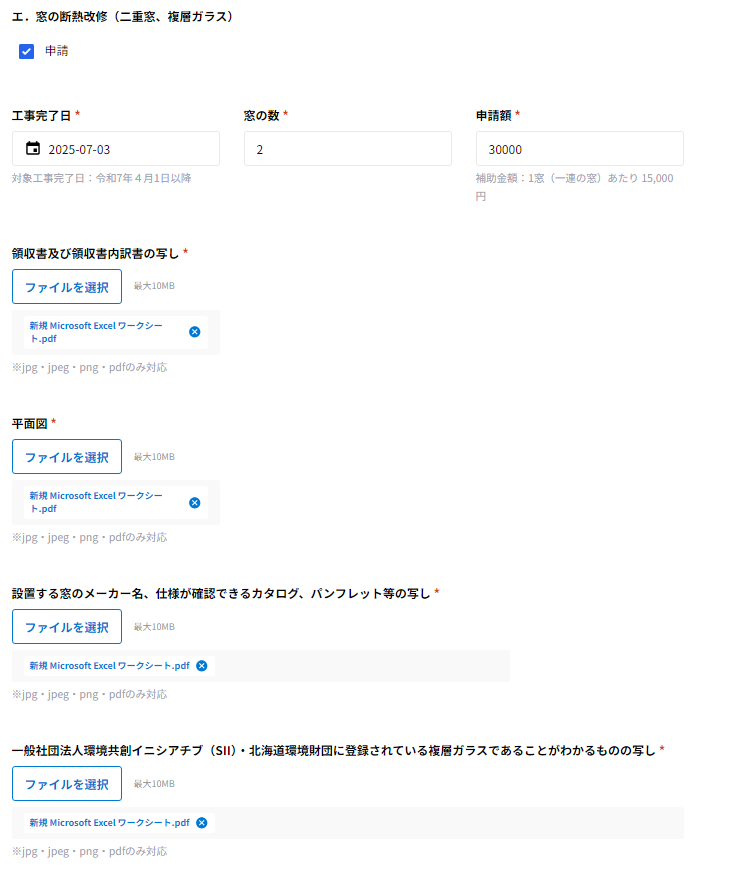 エ．窓の断熱改修（二重窓、複層ガラス）
申請
工事完了日 *
窓の数 *
申請額 *
2025-07-03
2
30000
対象工事完了日：令和7年４月1日以降
補助金額：1窓（一連の窓）あたり 15,000
円
領収書及び領収書内訳書の写し *
ファイルを選択
最大10MB
新規 Microsoft Excel ワークシー
ト.pdf
※jpg・jpeg・png・pdfのみ対応
平面図 *
ファイルを選択
最大10MB
新規 Microsoft Excel ワークシー
ト.pdf
※jpg・jpeg・png・pdfのみ対応
設置する窓のメーカー名、仕様が確認できるカタログ、パンフレット等の写し *
ファイルを選択
最大10MB
新規 Microsoft Excel ワークシート.pdf
※jpg・jpeg・png・pdfのみ対応
一般社団法人環境共創イニシアチブ（SII）・北海道環境財団に登録されている複層ガラスであることがわかるものの写し *
ファイルを選択
最大10MB
新規 Microsoft Excel ワークシート.pdf
※jpg・jpeg・png・pdfのみ対応